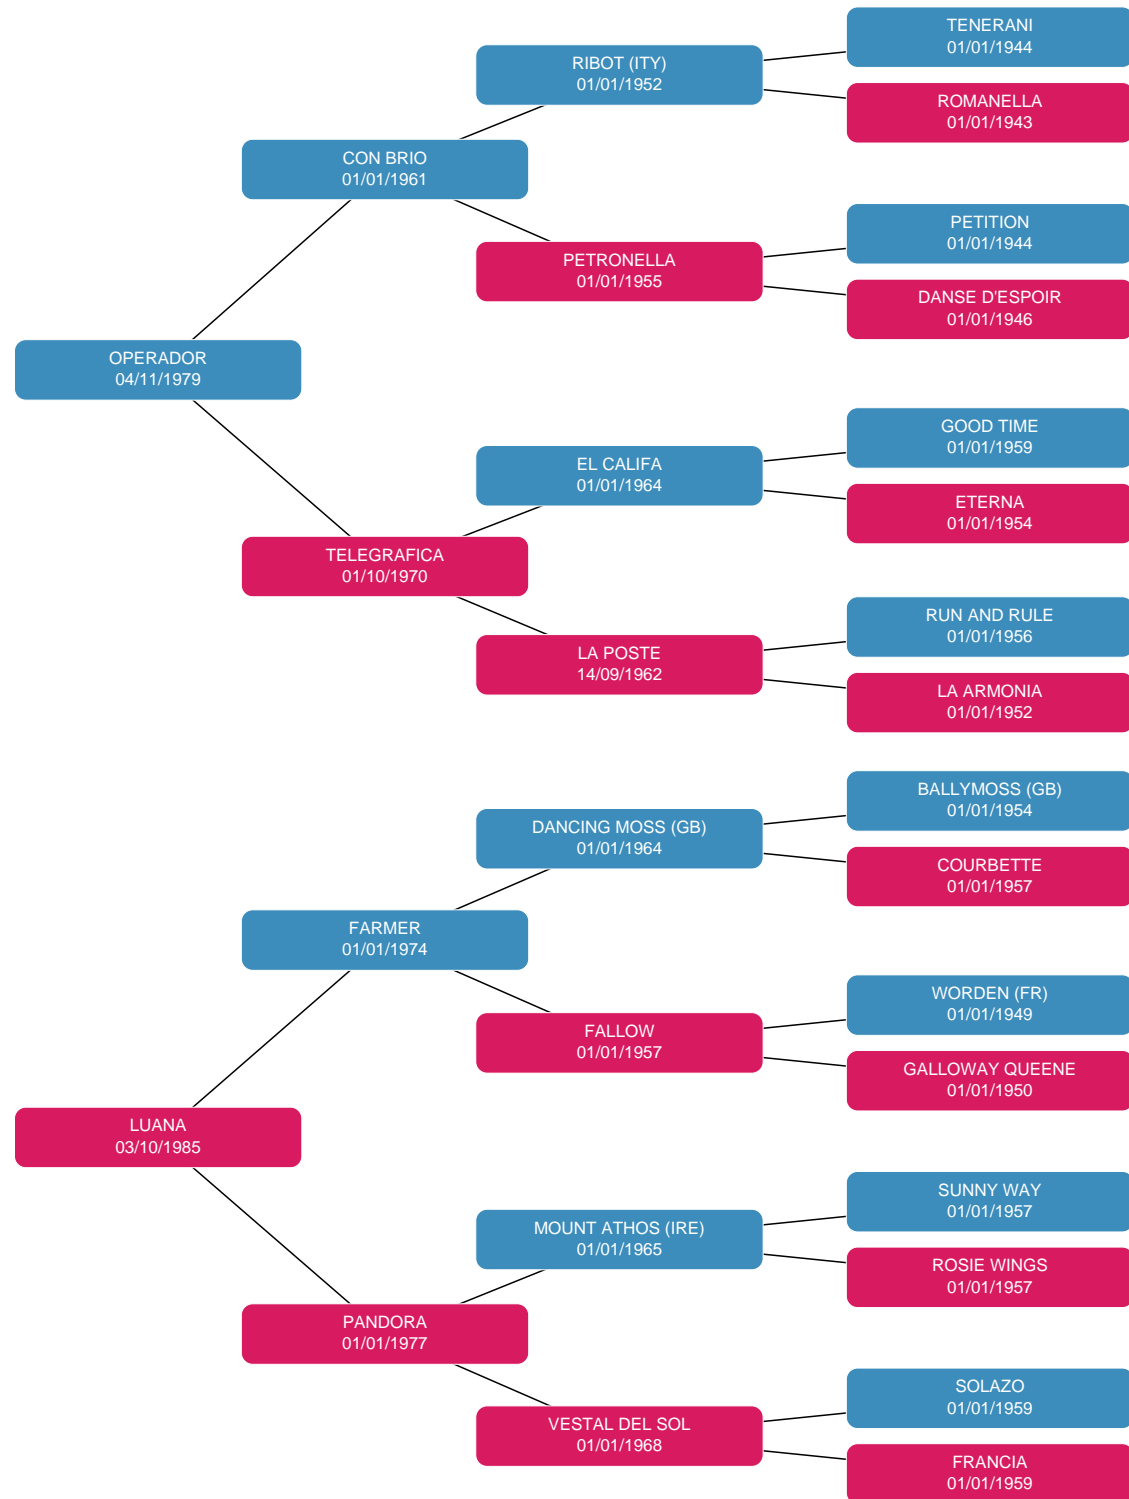 TENERANI
01/01/1944
RIBOT (ITY)
01/01/1952
ROMANELLA
01/01/1943
CON BRIO
01/01/1961
PETITION
01/01/1944
PETRONELLA
01/01/1955
DANSE D'ESPOIR
01/01/1946
OPERADOR
04/11/1979
GOOD TIME
01/01/1959
EL CALIFA
01/01/1964
ETERNA
01/01/1954
TELEGRAFICA
01/10/1970
RUN AND RULE
01/01/1956
LA POSTE
14/09/1962
LA ARMONIA
01/01/1952
BALLYMOSS (GB)
01/01/1954
DANCING MOSS (GB)
01/01/1964
COURBETTE
01/01/1957
FARMER
01/01/1974
WORDEN (FR)
01/01/1949
FALLOW
01/01/1957
GALLOWAY QUEENE
01/01/1950
LUANA
03/10/1985
SUNNY WAY
01/01/1957
MOUNT ATHOS (IRE)
01/01/1965
ROSIE WINGS
01/01/1957
PANDORA
01/01/1977
SOLAZO
01/01/1959
VESTAL DEL SOL
01/01/1968
FRANCIA
01/01/1959